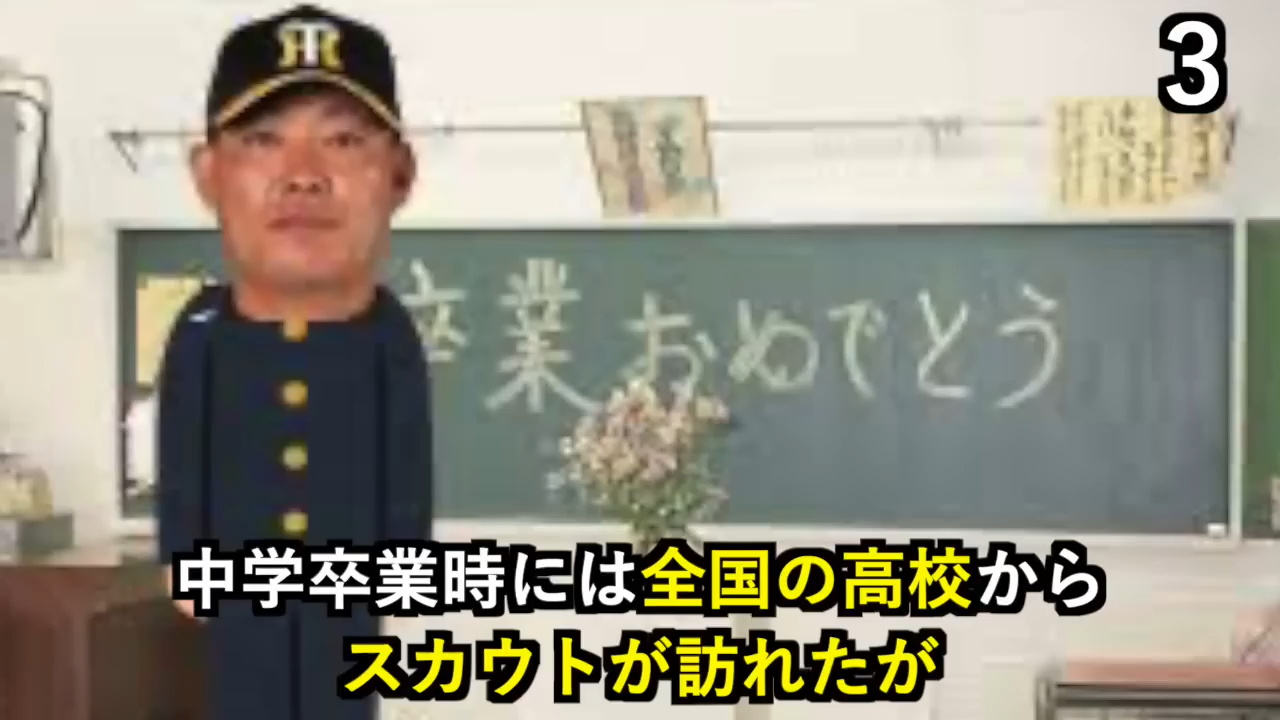 3
卒業おめでとう
中学卒業時には全国の高校から
スカウトが訪れたが